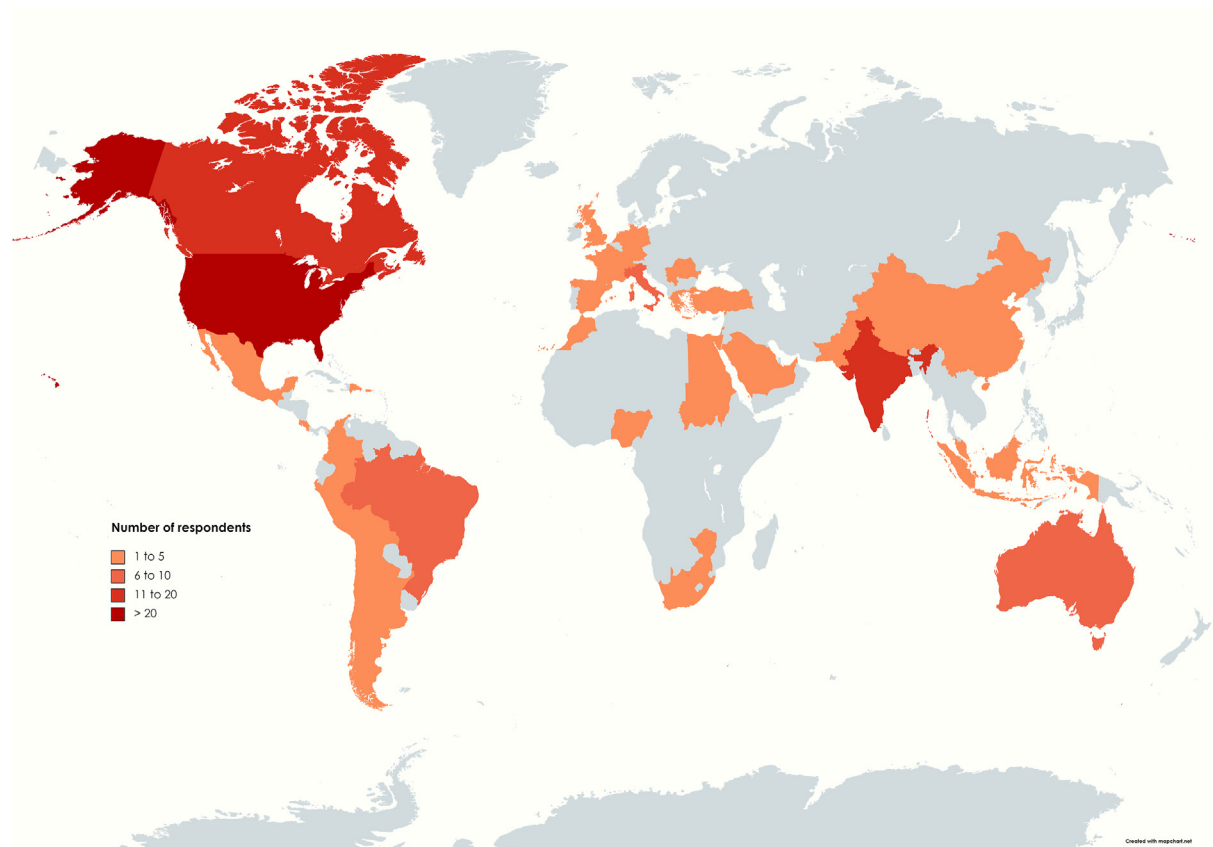 Number of respondents
1 to 5
6 to 10
11 to 20
> 20
Created with mapchart.net